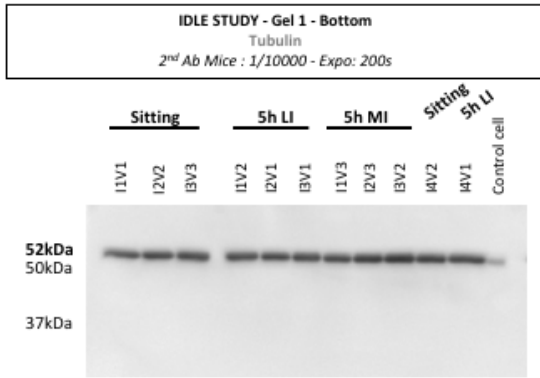 IDLE STUDY - Gel 1 - Bottom
Tubulin
2nd Ab Mice : 1/10000 - Expo: 200s
Sitting
5h LI
5h MI
Sitting
5h LI
I1V1
I2V2
I3V3
I1V2
I2V1
I3V1
I1V3
I2V3
I3V2
I4V2
I4V1
Control cell
52kDa
50kDa
37kDa